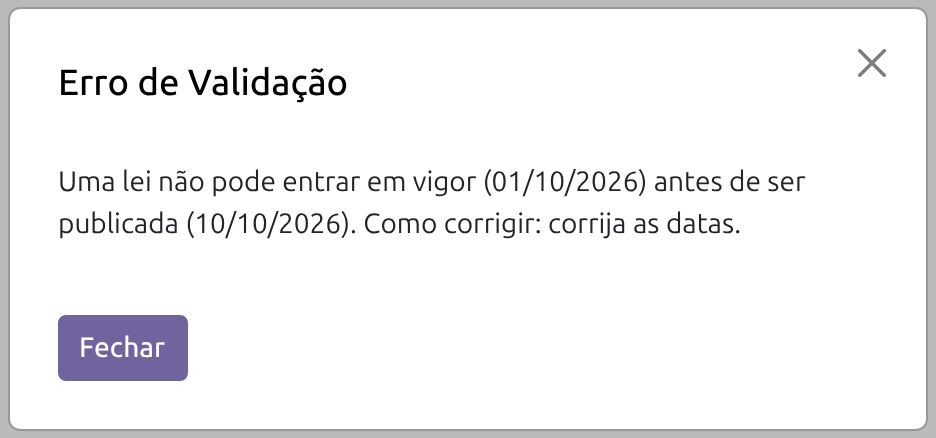 Erro de Validação
Uma lei não pode entrar em vigor (01/10/2026) antes de ser
publicada (10/10/2026). Como corrigir: corrija as datas.
Fechar